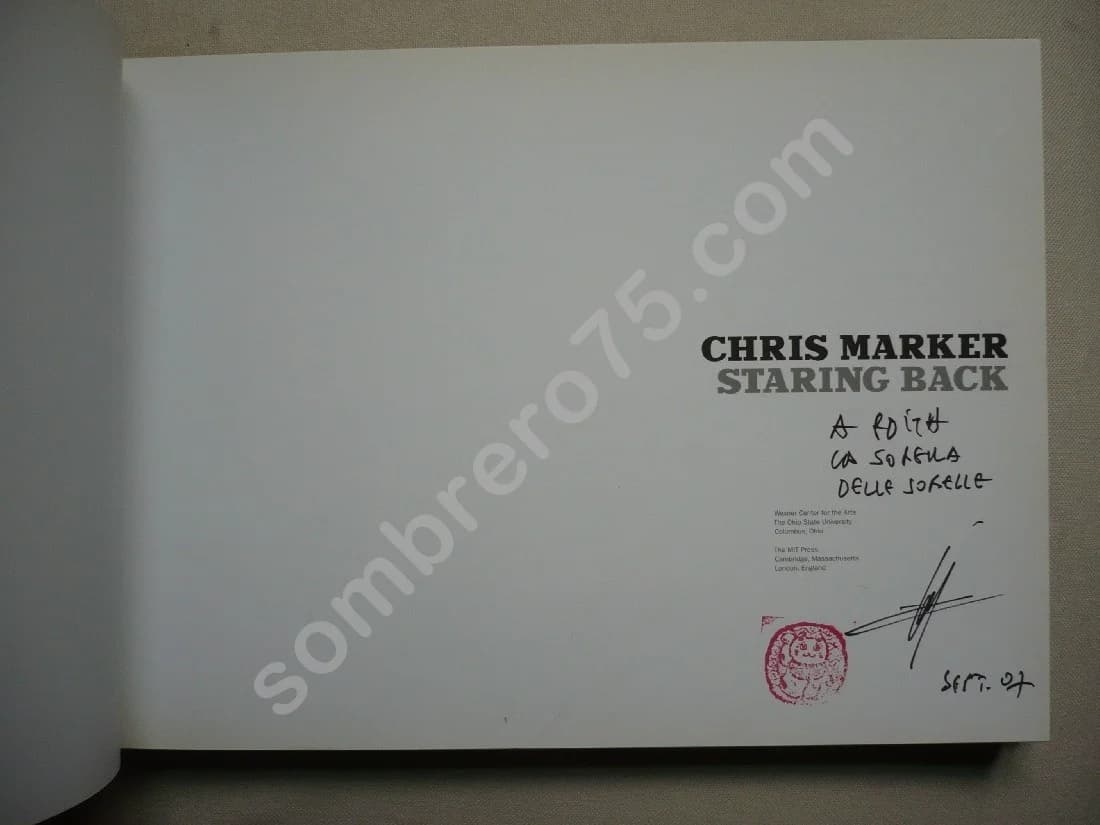 CHRIS MARKER
STARING BACK
A EDITH
LA SORELLA
DELLE SORELLE
Wexner Center for the Arts
The Ohio State University
Columbus, Ohio
The MIT Press
Cambridge, Massachusetts
London, England
SEPT. 07
sombrero75.com